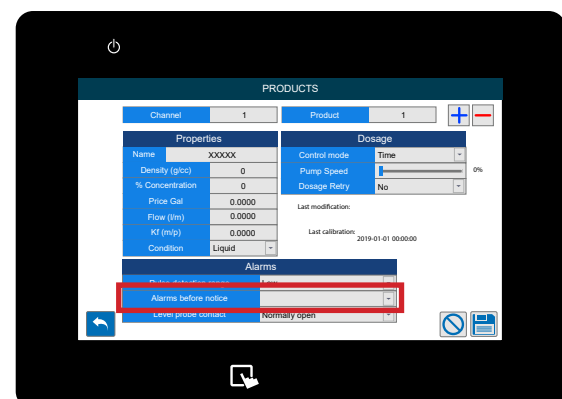 PRODUCTS
Channel 1 Product 1
Properties
Name XXXXX
Density (g/cc) 0
% Concentration 0
Price Gal 0.0000
Flow (l/m) 0.0000
Kf (m/p) 0.0000
Condition Liquid
Dosage
Control mode Time
Pump Speed 0%
Dosage Retry No
Last modification:
Last calibration:
2019-01-01 00:00:00
Alarms
Alarms before notice
Level probe contact Normally open